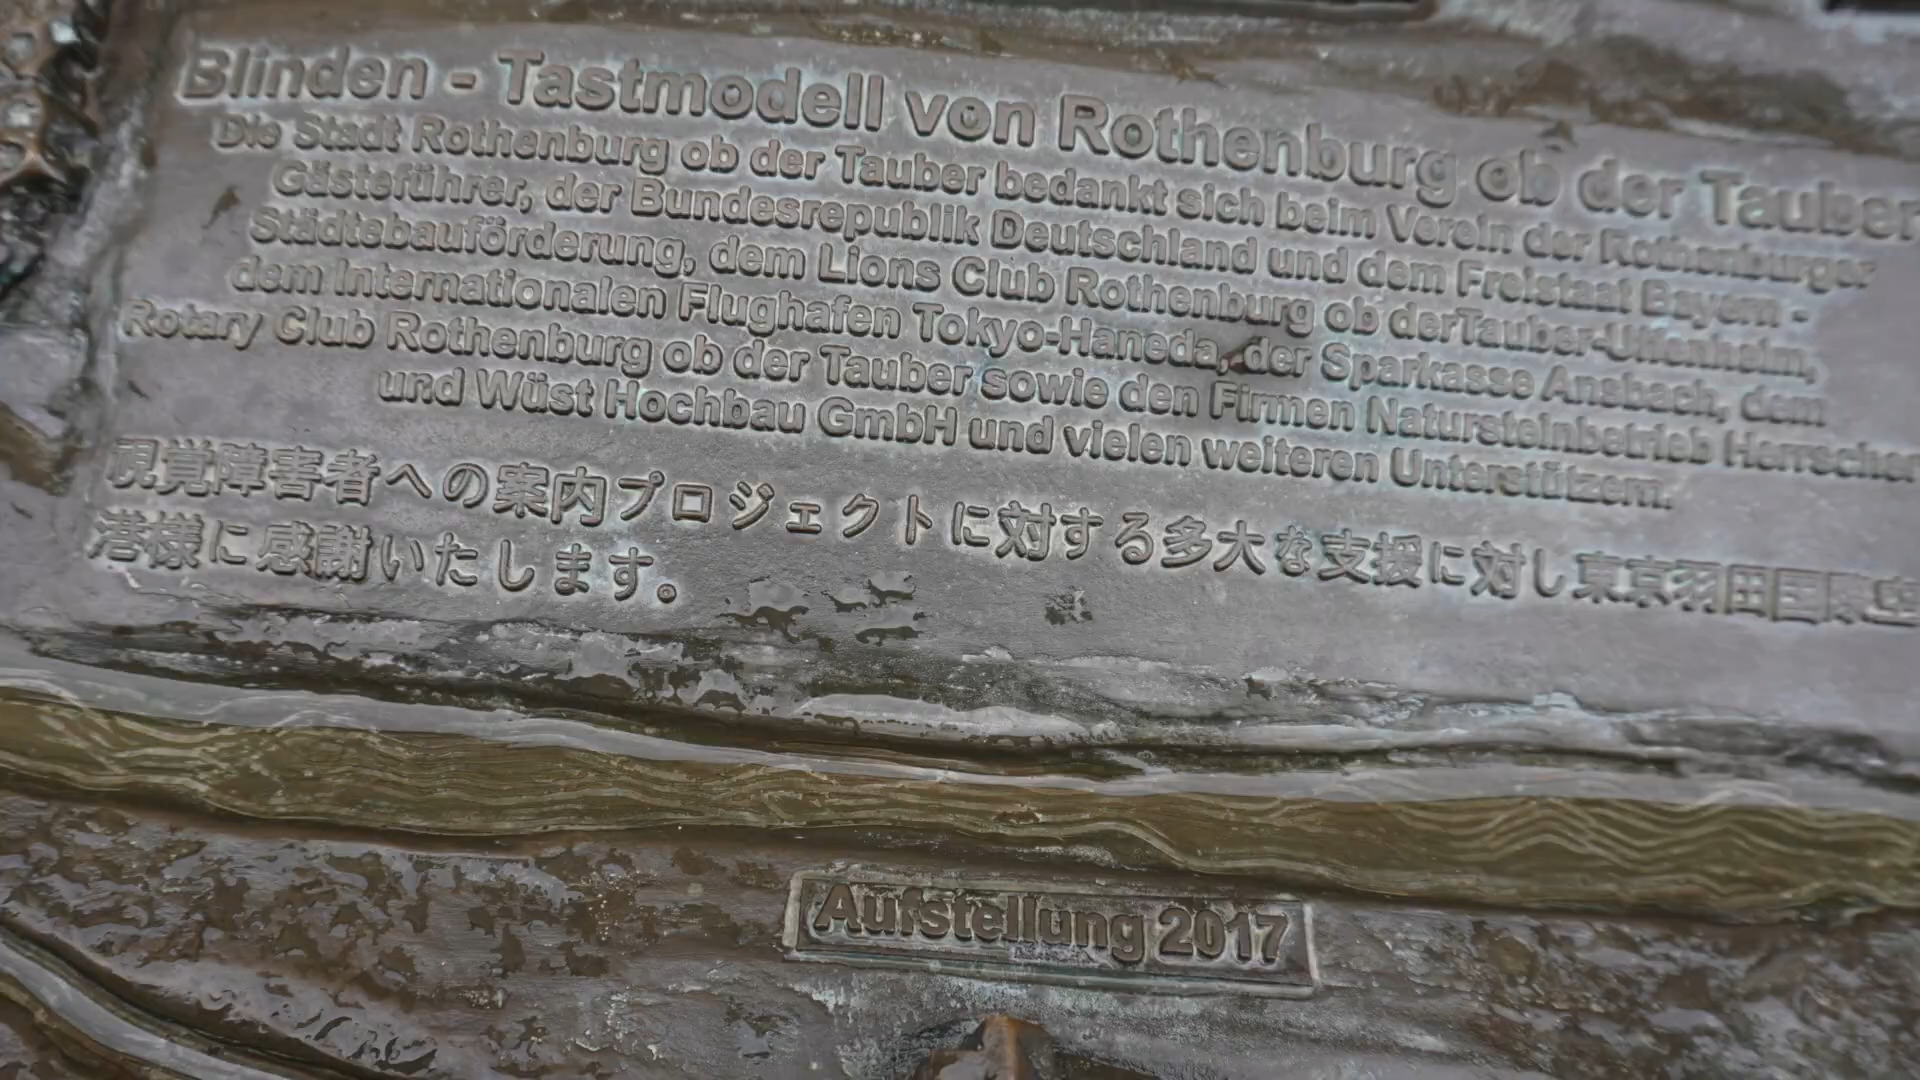 Blinden - Tastmodell von Rothenburg ob der Tauber
Die Stadt Rothenburg ob der Tauber bedankt sich beim Verein der Rothenburger
Gästeführer, der Bundesrepublik Deutschland und dem Freistaat Bayern -
Städtebauförderung, dem Lions Club Rothenburg ob derTauber-Uffenheim,
dem Internationalen Flughafen Tokyo-Haneda, der Sparkasse Ansbach, dem
Rotary Club Rothenburg ob der Tauber sowie den Firmen Natursteinbetrieb Herrscher
und Wüst Hochbau GmbH und vielen weiteren Unterstützern.
視覚障害者への案内プロジェクトに対する多大な支援に対し東京羽田国際空
港様に感謝いたします。
Aufstellung 2017